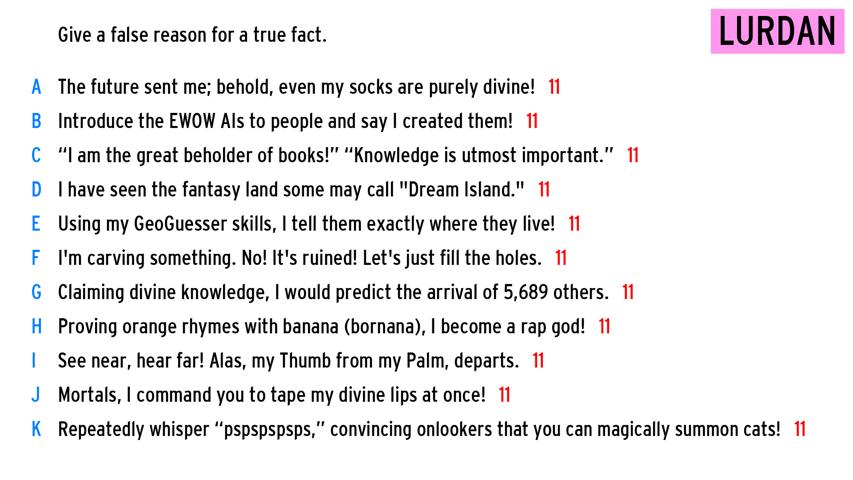 Give a false reason for a true fact.
LURDAN
A The future sent me; behold, even my socks are purely divine! 11
B Introduce the EWOW AIs to people and say I created them! 11
C “I am the great beholder of books!” “Knowledge is utmost important.” 11
D I have seen the fantasy land some may call "Dream Island." 11
E Using my GeoGuesser skills, I tell them exactly where they live! 11
F I'm carving something. No! It's ruined! Let's just fill the holes. 11
G Claiming divine knowledge, I would predict the arrival of 5,689 others. 11
H Proving orange rhymes with banana (bornana), I become a rap god! 11
I See near, hear far! Alas, my Thumb from my Palm, departs. 11
J Mortals, I command you to tape my divine lips at once! 11
K Repeatedly whisper “pspspspsps,” convincing onlookers that you can magically summon cats! 11